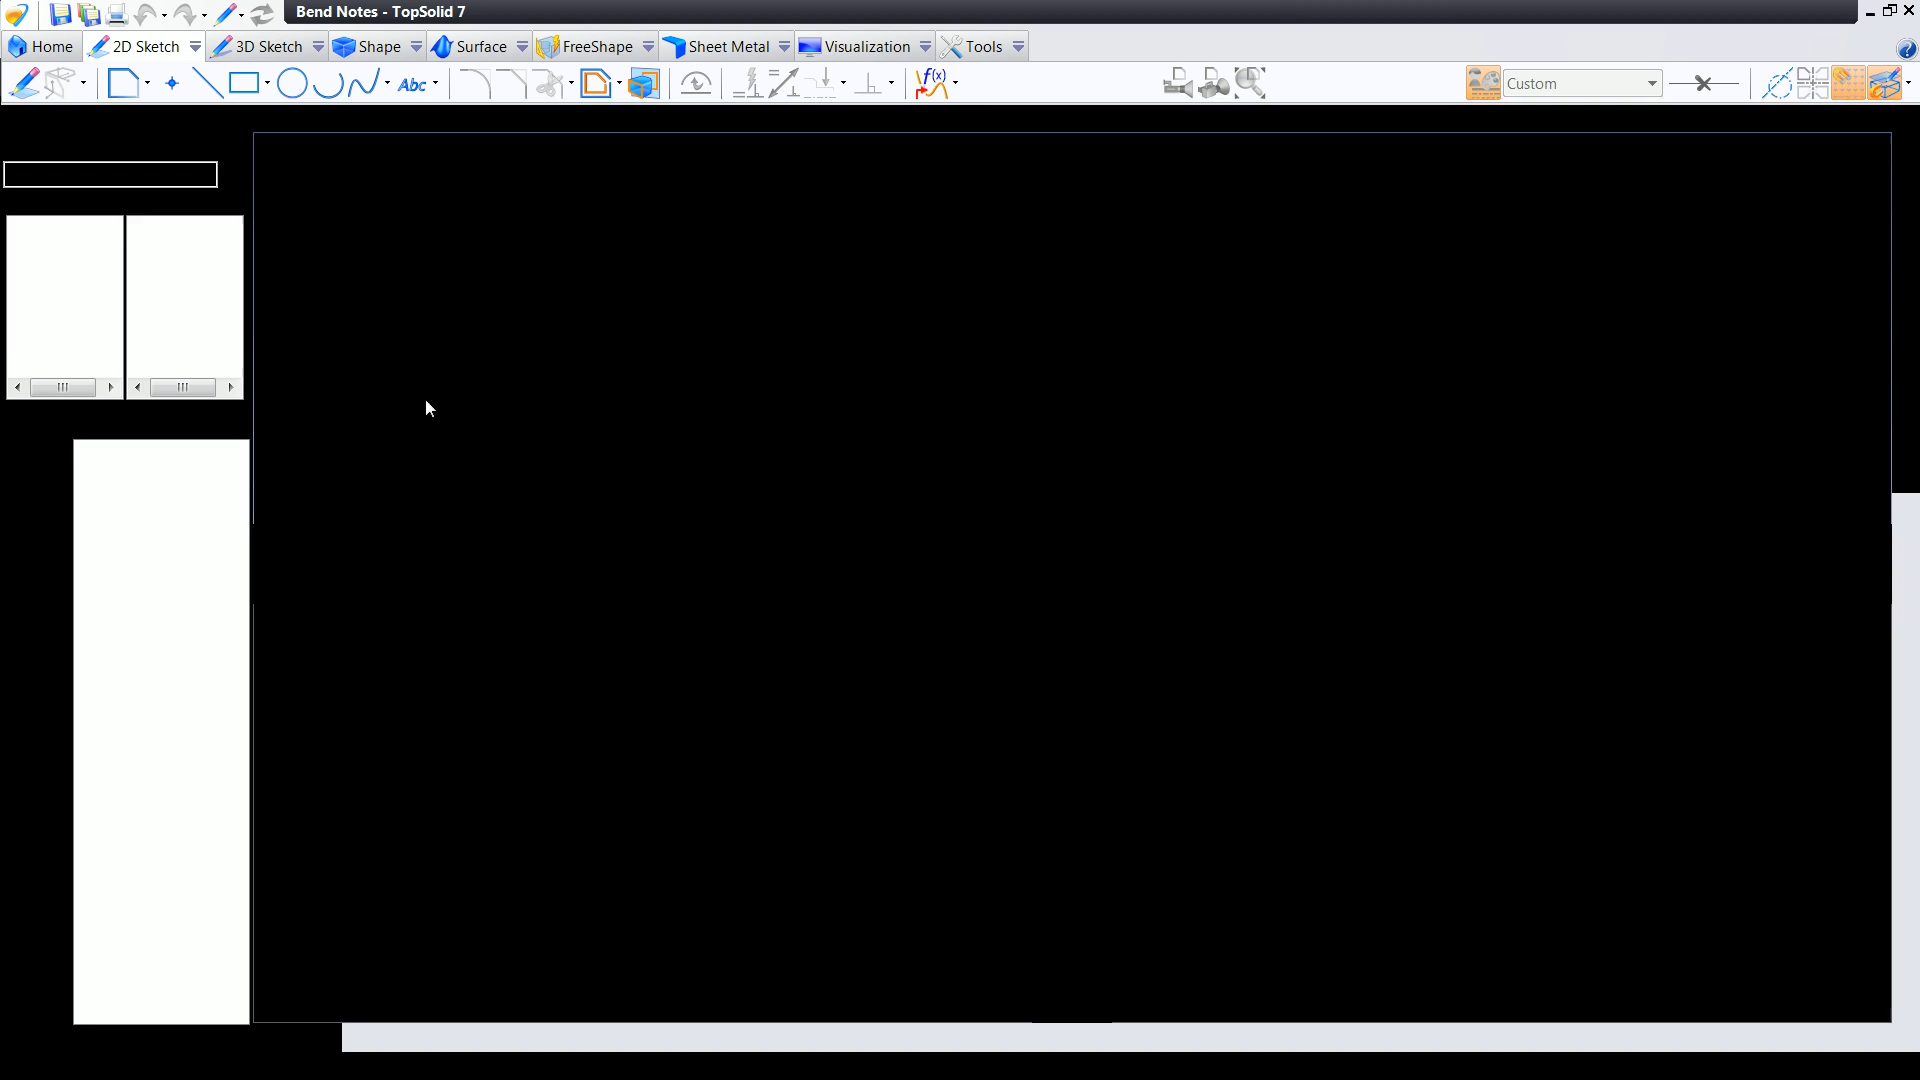 Bend Notes - TopSolid 7
Home
2D Sketch
3D Sketch
Shape
Surface
FreeShape
Sheet Metal
Visualization
Tools
Abc
f(x)
Custom